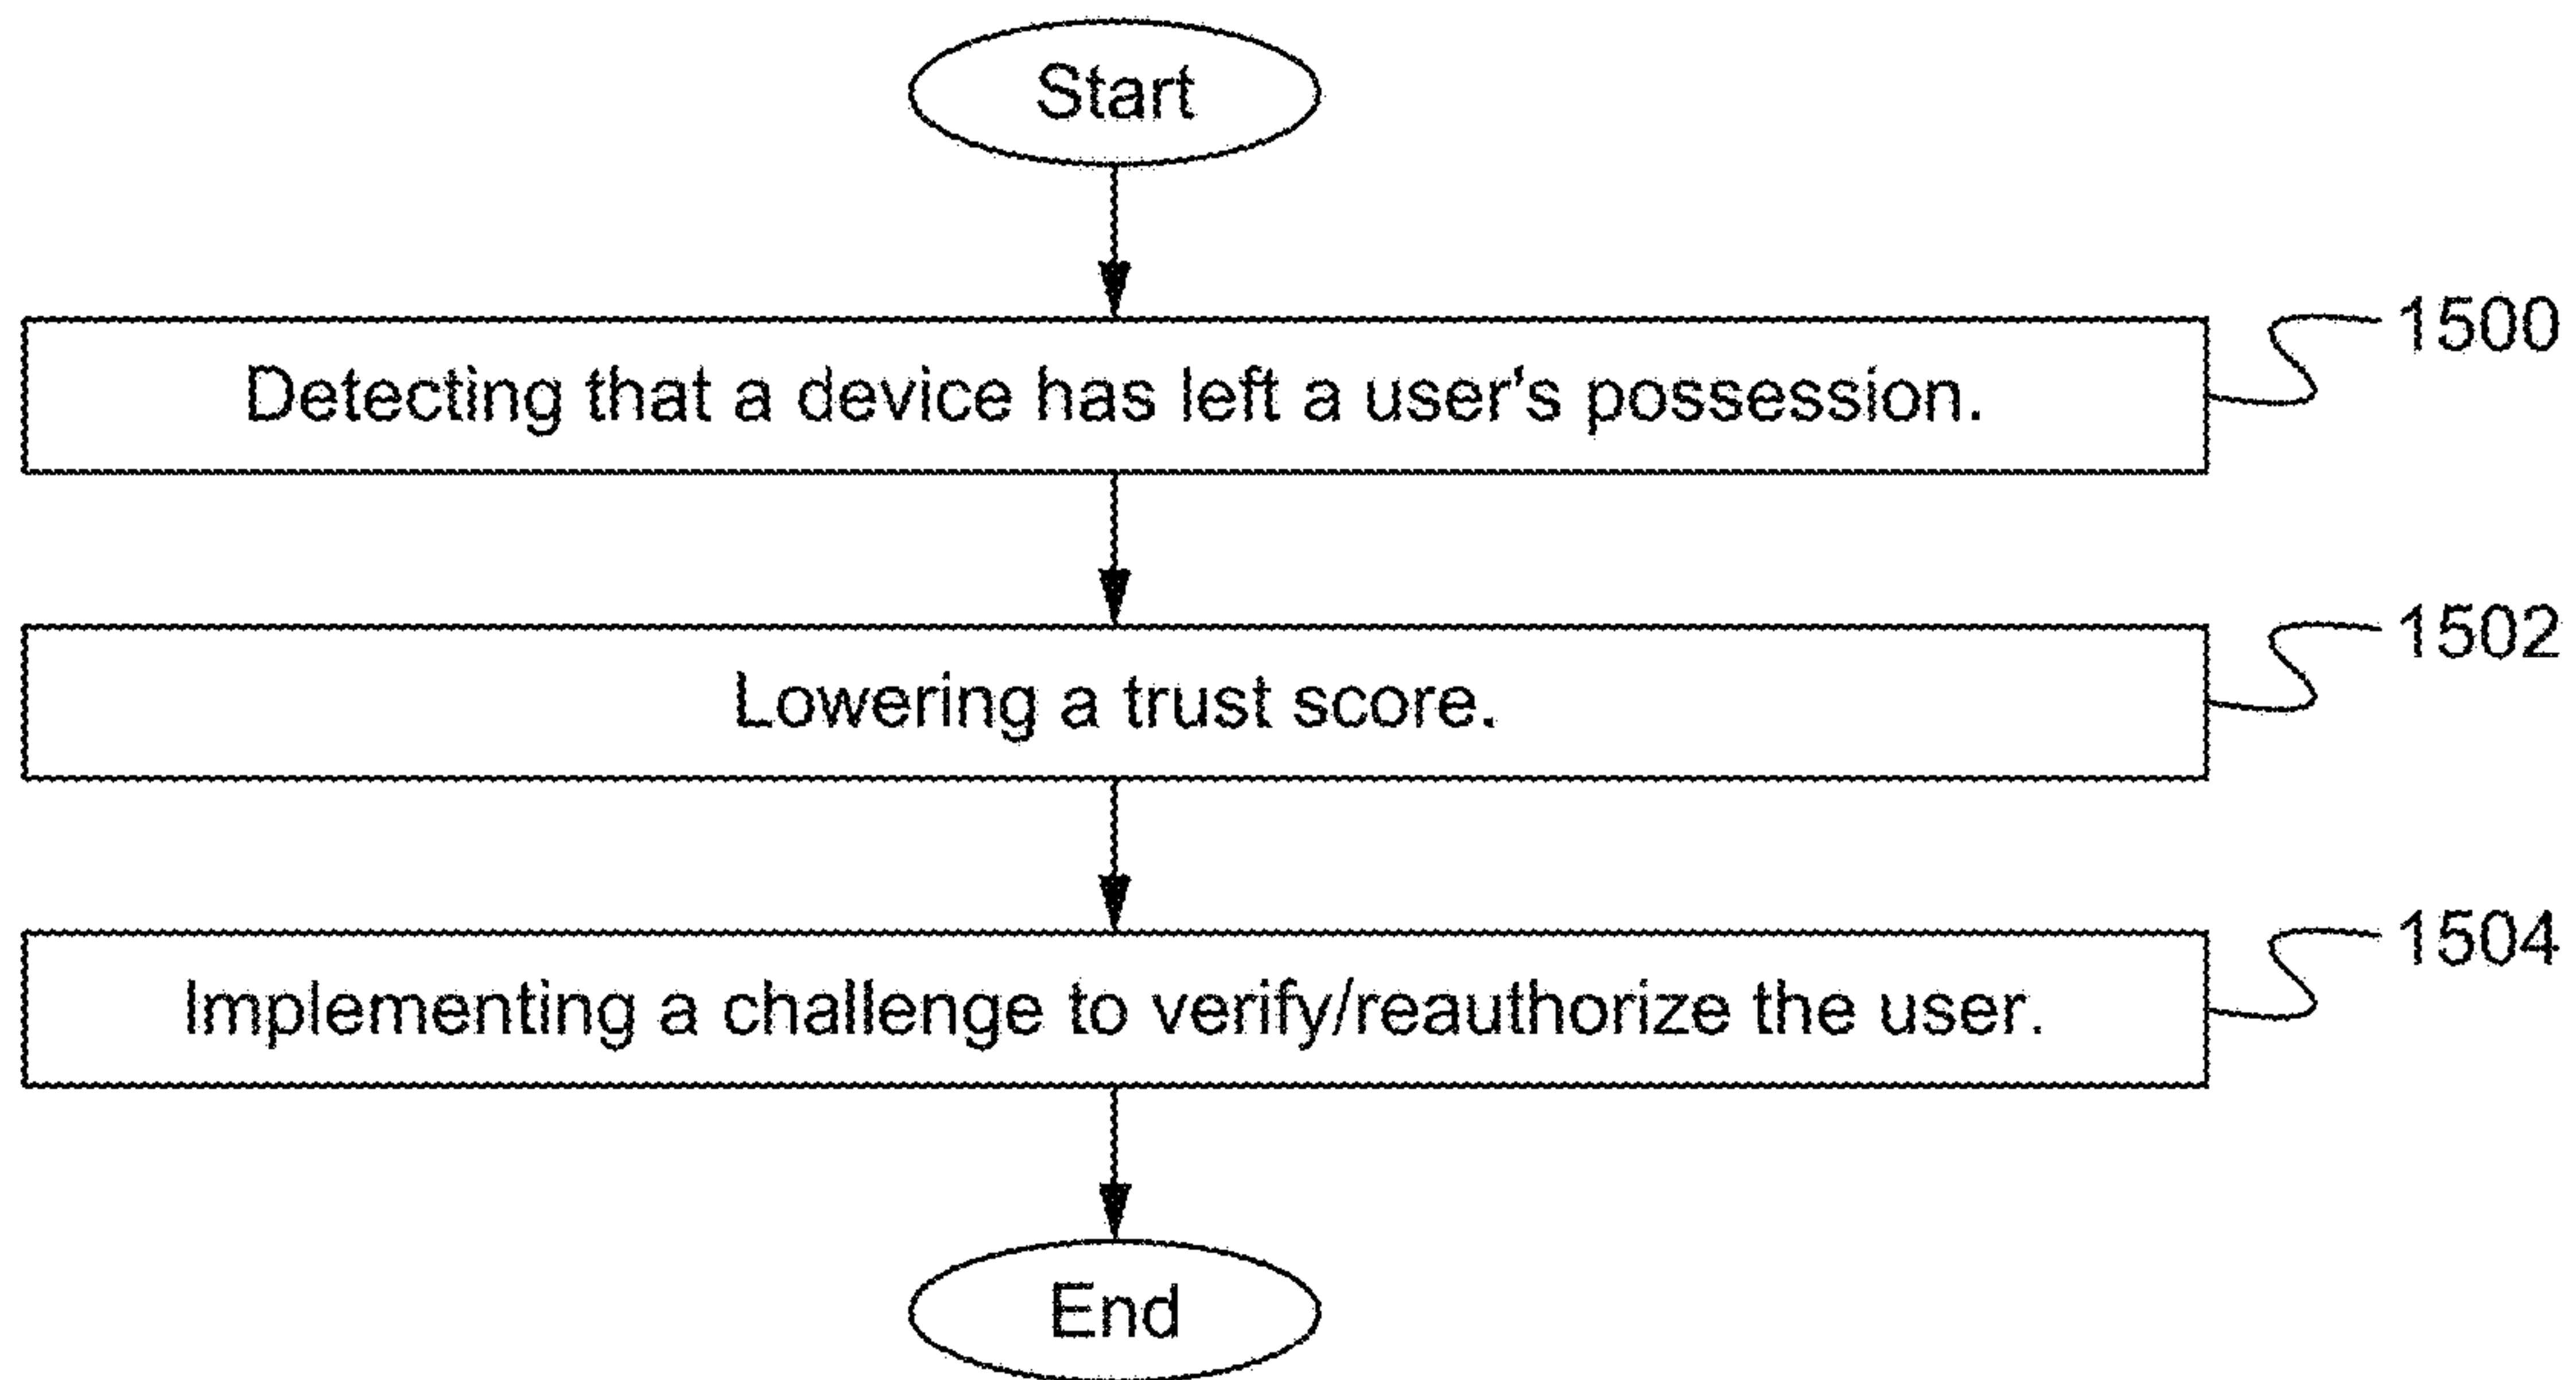 Start
Detecting that a device has left a user's possession.
1500
Lowering a trust score.
1502
Implementing a challenge to verify/reauthorize the user.
1504
End